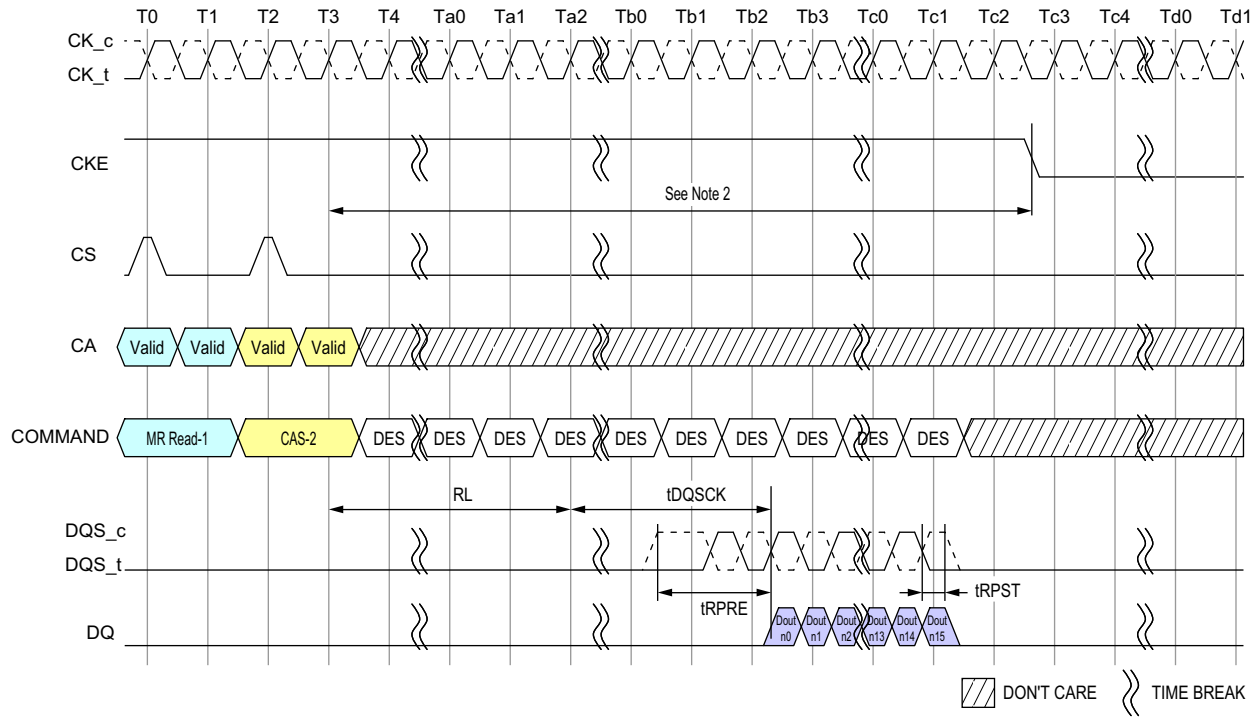 T0 T1 T2 T3 T4 Ta0 Ta1 Ta2 Tb0 Tb1 Tb2 Tb3 Tc0 Tc1 Tc2 Tc3 Tc4 Td0 Td1
CK_c
CK_t
CKE
See Note 2
CS
CA Valid Valid Valid Valid
COMMAND MR Read-1 CAS-2 DES DES DES DES DES DES DES DES DES DES
RL tDQSCK
DQS_c
DQS_t
tRPRE tRPST
DQ
Dout Dout Dout Dout Dout Dout
n0 n1 n2 n13 n14 n15
DON'T CARE TIME BREAK